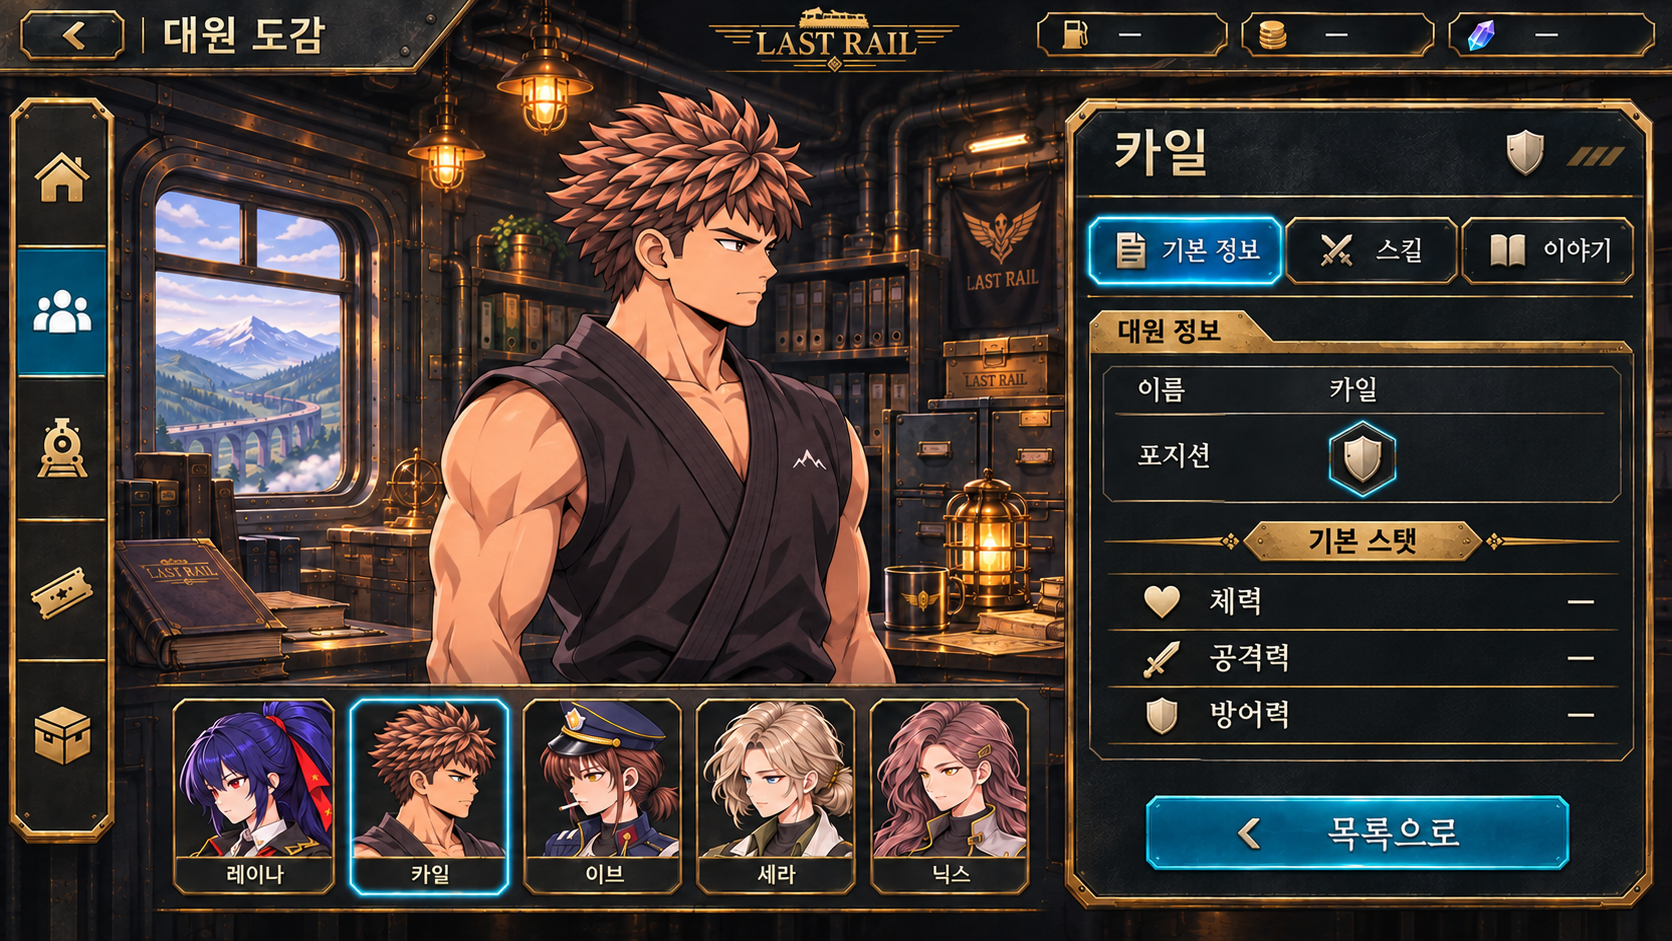 대원 도감
LAST RAIL
—
—
—
LAST RAIL
LAST RAIL
LAST RAIL
카일
기본 정보
스킬
이야기
대원 정보
이름
카일
포지션
기본 스탯
체력
—
공격력
—
방어력
—
목록으로
레이나
카일
이브
세라
닉스